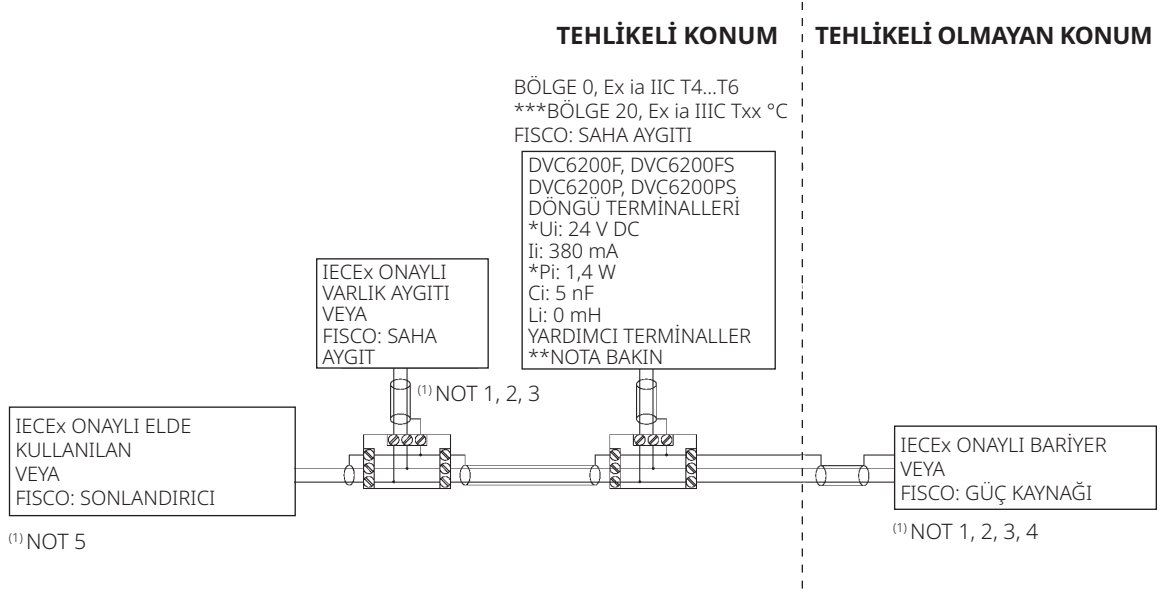 TEHLİKELİ KONUM
TEHLİKELİ OLMAYAN KONUM
BÖLGE 0, Ex ia IIC T4...T6
***BÖLGE 20, Ex ia IIIC Txx °C
FISCO: SAHA AYGITI
DVC6200F, DVC6200FS
DVC6200P, DVC6200PS
DÖNGÜ TERMİNALLERİ
*Ui: 24 V DC
Ii: 380 mA
*Pi: 1,4 W
Ci: 5 nF
Li: 0 mH
YARDIMCI TERMİNALLER
**NOTA BAKIN
IECEx ONAYLI
VARLIK AYGITI
VEYA
FISCO: SAHA
AYGIT
(1) NOT 1, 2, 3
IECEx ONAYLI ELDE
KULLANILAN
VEYA
FISCO: SONLANDIRICI
(1) NOT 5
IECEx ONAYLI BARİYER
VEYA
FISCO: GÜÇ KAYNAĞI
(1) NOT 1, 2, 3, 4